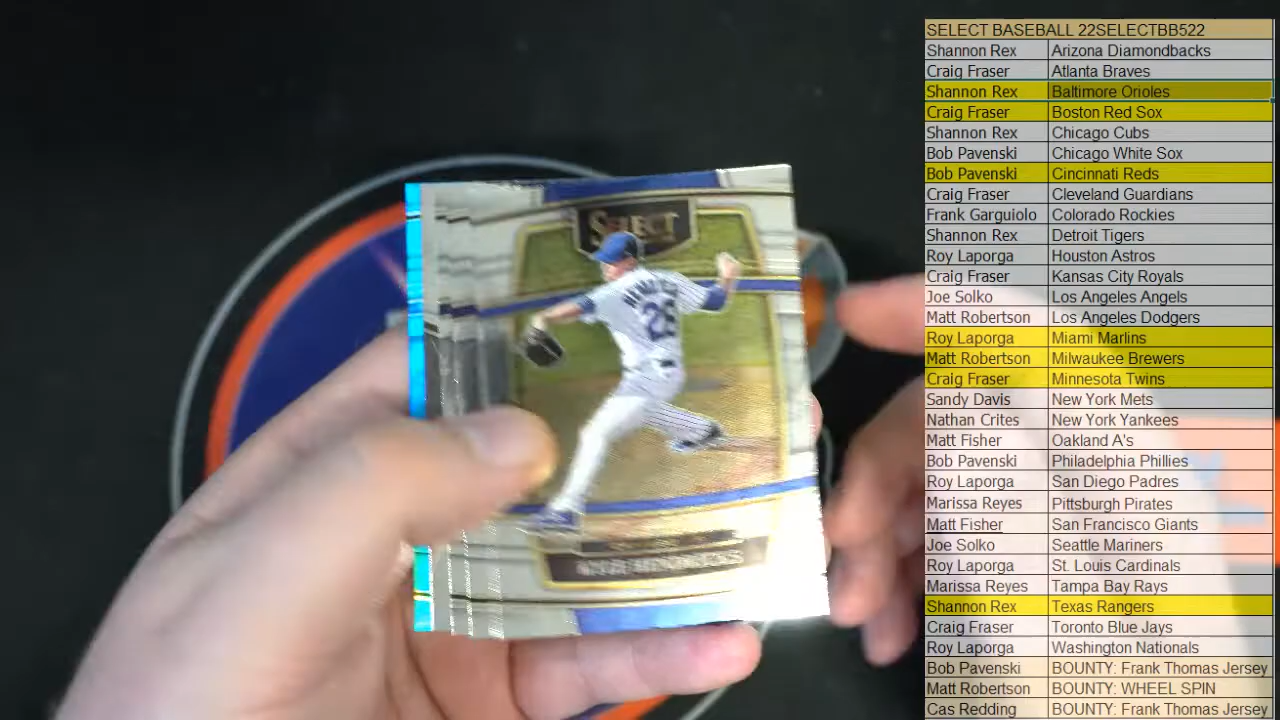 SELECT BASEBALL 22SELECTBB522
Shannon Rex Arizona Diamondbacks
Craig Fraser Atlanta Braves
Shannon Rex Baltimore Orioles
Craig Fraser Boston Red Sox
Shannon Rex Chicago Cubs
Bob Pavenski Chicago White Sox
Bob Pavenski Cincinnati Reds
Craig Fraser Cleveland Guardians
Frank Garguiolo Colorado Rockies
Shannon Rex Detroit Tigers
Roy Laporga Houston Astros
Craig Fraser Kansas City Royals
Joe Solko Los Angeles Angels
Matt Robertson Los Angeles Dodgers
Roy Laporga Miami Marlins
Matt Robertson Milwaukee Brewers
Craig Fraser Minnesota Twins
Sandy Davis New York Mets
Nathan Crites New York Yankees
Matt Fisher Oakland A's
Bob Pavenski Philadelphia Phillies
Roy Laporga San Diego Padres
Marissa Reyes Pittsburgh Pirates
Matt Fisher San Francisco Giants
Joe Solko Seattle Mariners
Roy Laporga St. Louis Cardinals
Marissa Reyes Tampa Bay Rays
Shannon Rex Texas Rangers
Craig Fraser Toronto Blue Jays
Roy Laporga Washington Nationals
Bob Pavenski BOUNTY: Frank Thomas Jersey
Matt Robertson BOUNTY: WHEEL SPIN
Cas Redding BOUNTY: Frank Thomas Jersey
SELECT